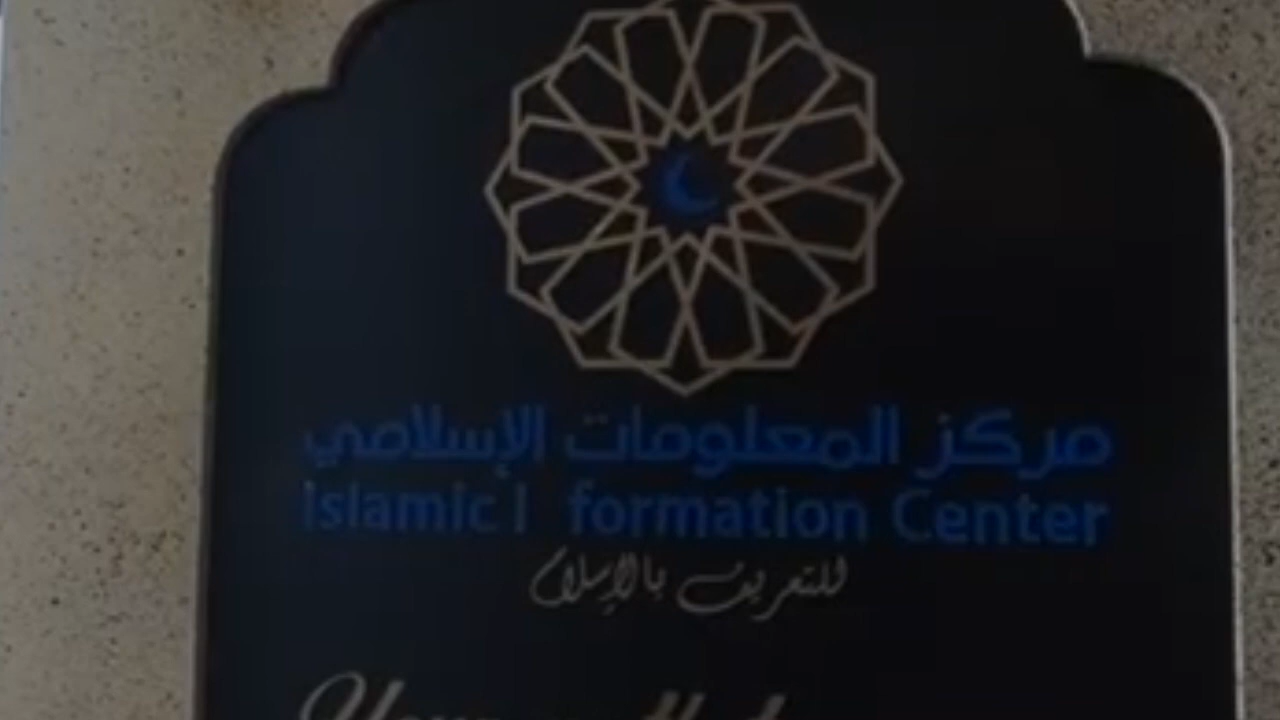 مركز المعلومات الإسلامي
Islamic I formation Center
للتعريف بالإسلام